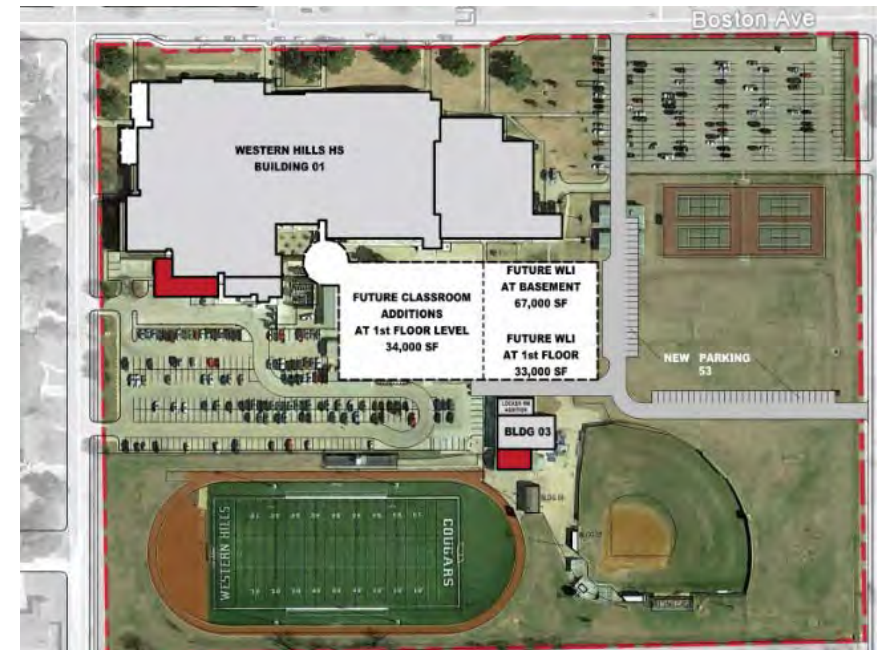 Boston Ave
WESTERN HILLS HS
BUILDING 01
FUTURE CLASSROOM
ADDITIONS
AT 1st FLOOR LEVEL
34,000 SF
FUTURE WLI
AT BASEMENT
67,000 SF
FUTURE WLI
AT 1st FLOOR
33,000 SF
NEW PARKING
53
LOCKER RM
ADDITION
BLDG 03
WESTERN HILLS
COUGARS